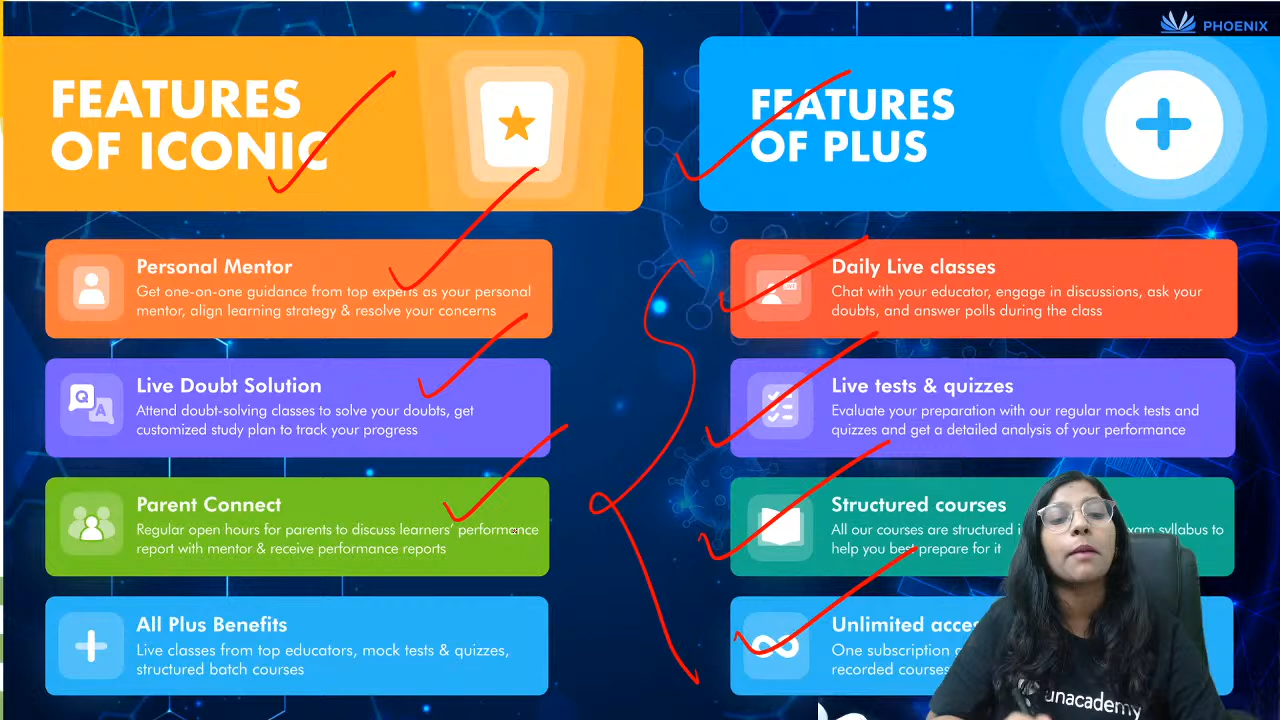 PHOENIX
FEATURES
OF ICONIC
Personal Mentor
Get one-on-one guidance from top experts as your personal
mentor, align learning strategy & resolve your concerns
Live Doubt Solution
Attend doubt-solving classes to solve your doubts, get
customized study plan to track your progress
Parent Connect
Regular open hours for parents to discuss learners' performance
report with mentor & receive performance reports
All Plus Benefits
Live classes from top educators, mock tests & quizzes,
structured batch courses
FEATURES
OF PLUS
Daily Live classes
Chat with your educator, engage in discussions, ask your
doubts, and answer polls during the class
Live tests & quizzes
Evaluate your preparation with our regular mock tests and
quizzes and get a detailed analysis of your performance
Structured courses
All our courses are structured syllabus to
help you best prepare for it
Unlimited
One subscription
recorded courses
unacademy
Q
A